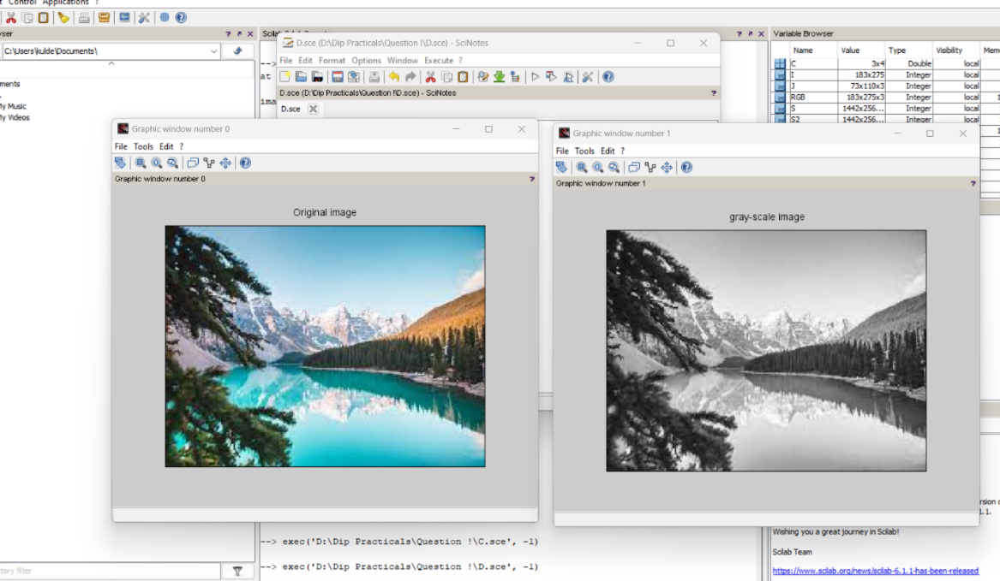 Control Applications ?
? ↗ X
C:\Users\kulde\Documents\
ments
My Music
My Videos
tory filter
D.sce (D:\Dip Practicals\Question !\D.sce) - SciNotes
File Edit Format Options Window Execute ?
D.sce (D:\Dip Practicals\Question !\D.sce) - SciNotes ?
D.sce
-->
at
ima
Graphic window number 0
File Tools Edit ?
Graphic window number 0 ?
Original image
Graphic window number 1
File Tools Edit ?
Graphic window number 1 ?
gray-scale image
--> exec('D:\Dip Practicals\Question !\C.sce', -1)
--> exec('D:\Dip Practicals\Question !\D.sce', -1)
Variable Browser
Name Value Type Visibility Mem
C 3x4 Double local
I 183x275 Integer local
J 73x110x3 Integer local
RGB 183x275x3 Integer local 1
S 1442x256... Integer local
S2 1442x256... Integer local
rsion
.1.
Wishing you a great journey in Scilab!
Scilab Team
https://www.scilab.org/news/scilab-6.1.1-has-been-released